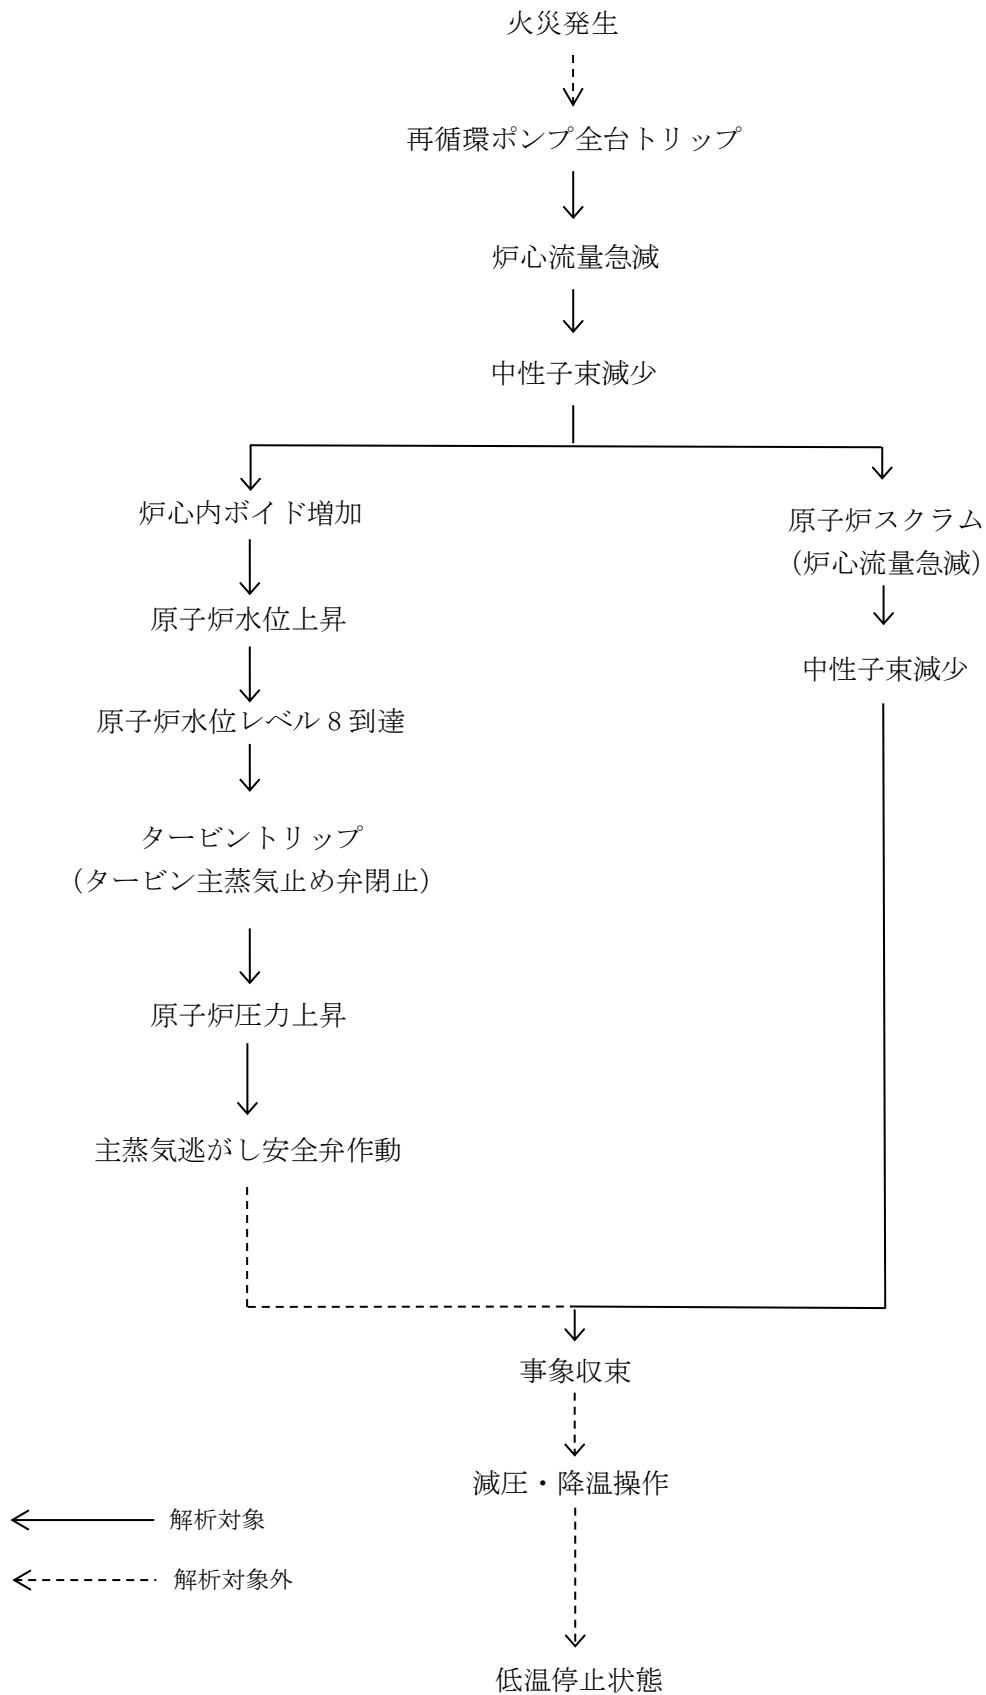 火災発生
再循環ポンプ全台トリップ
炉心流量急減
中性子束減少
炉心内ボイド増加
原子炉水位上昇
原子炉水位レベル８到達
タービントリップ
（タービン主蒸気止め弁閉止）
原子炉圧力上昇
主蒸気逃がし安全弁作動
原子炉スクラム
（炉心流量急減）
中性子束減少
事象収束
減圧・降温操作
低温停止状態
解析対象
解析対象外